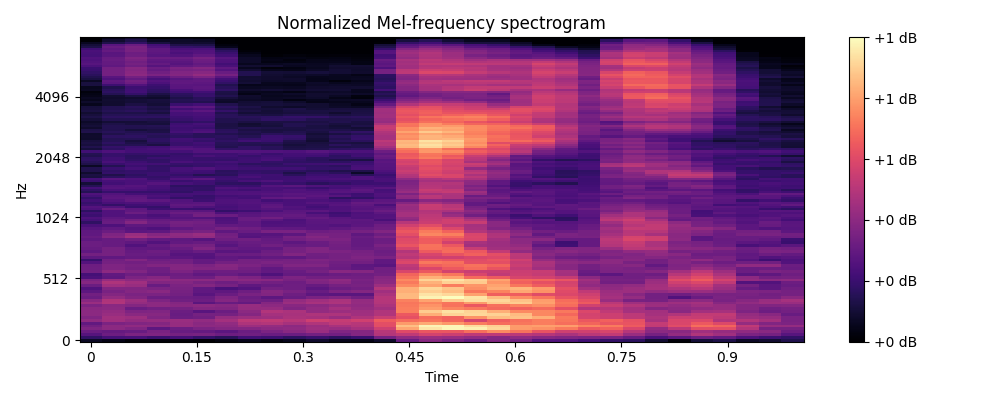 Normalized Mel-frequency spectrogram
Hz
4096
2048
1024
512
0
0 0.15 0.3 0.45 0.6 0.75 0.9
Time
+1 dB
+1 dB
+1 dB
+0 dB
+0 dB
+0 dB